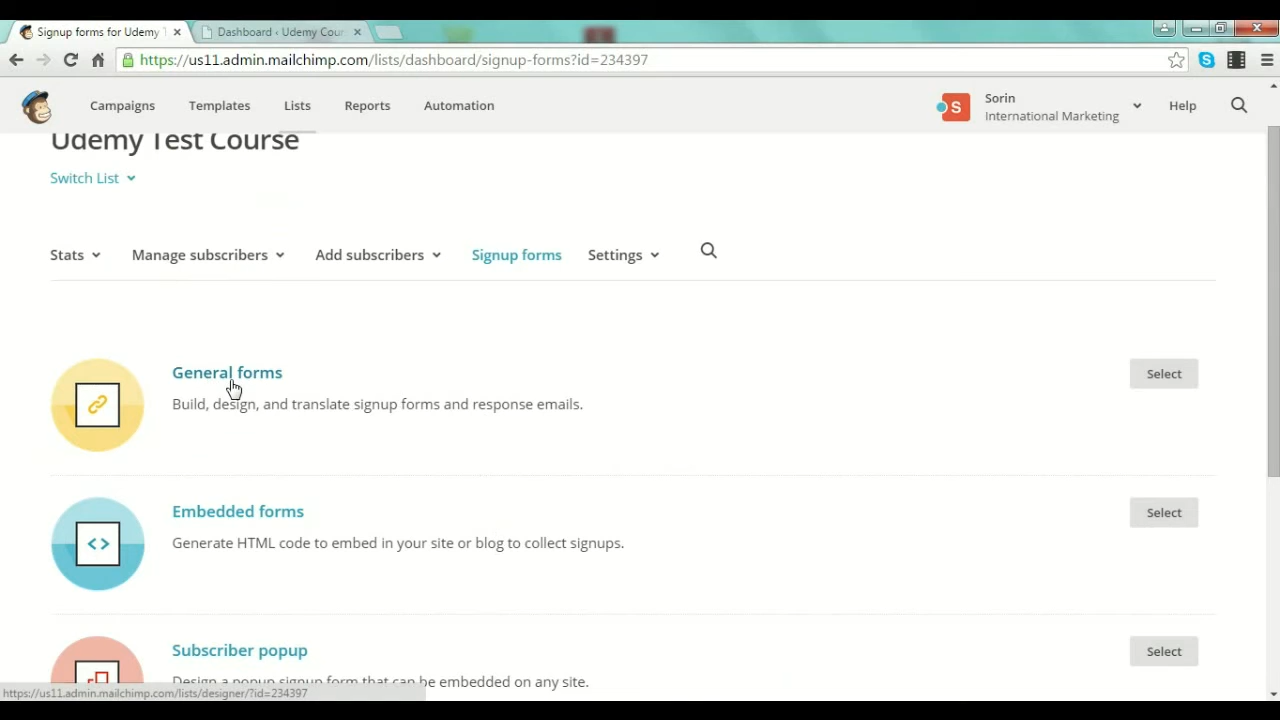 Signup forms for Udemy T
Dashboard ‹ Udemy Cour
https://us11.admin.mailchimp.com/lists/dashboard/signup-forms?id=234397
Campaigns Templates Lists Reports Automation
S
Sorin
International Marketing
Help
Udemy Test Course
Switch List
Stats Manage subscribers Add subscribers Signup forms Settings
General forms
Select
Build, design, and translate signup forms and response emails.
Embedded forms
Select
Generate HTML code to embed in your site or blog to collect signups.
Subscriber popup
Select
Design a popup signup form that can be embedded on any site.
https://us11.admin.mailchimp.com/lists/designer/?id=234397